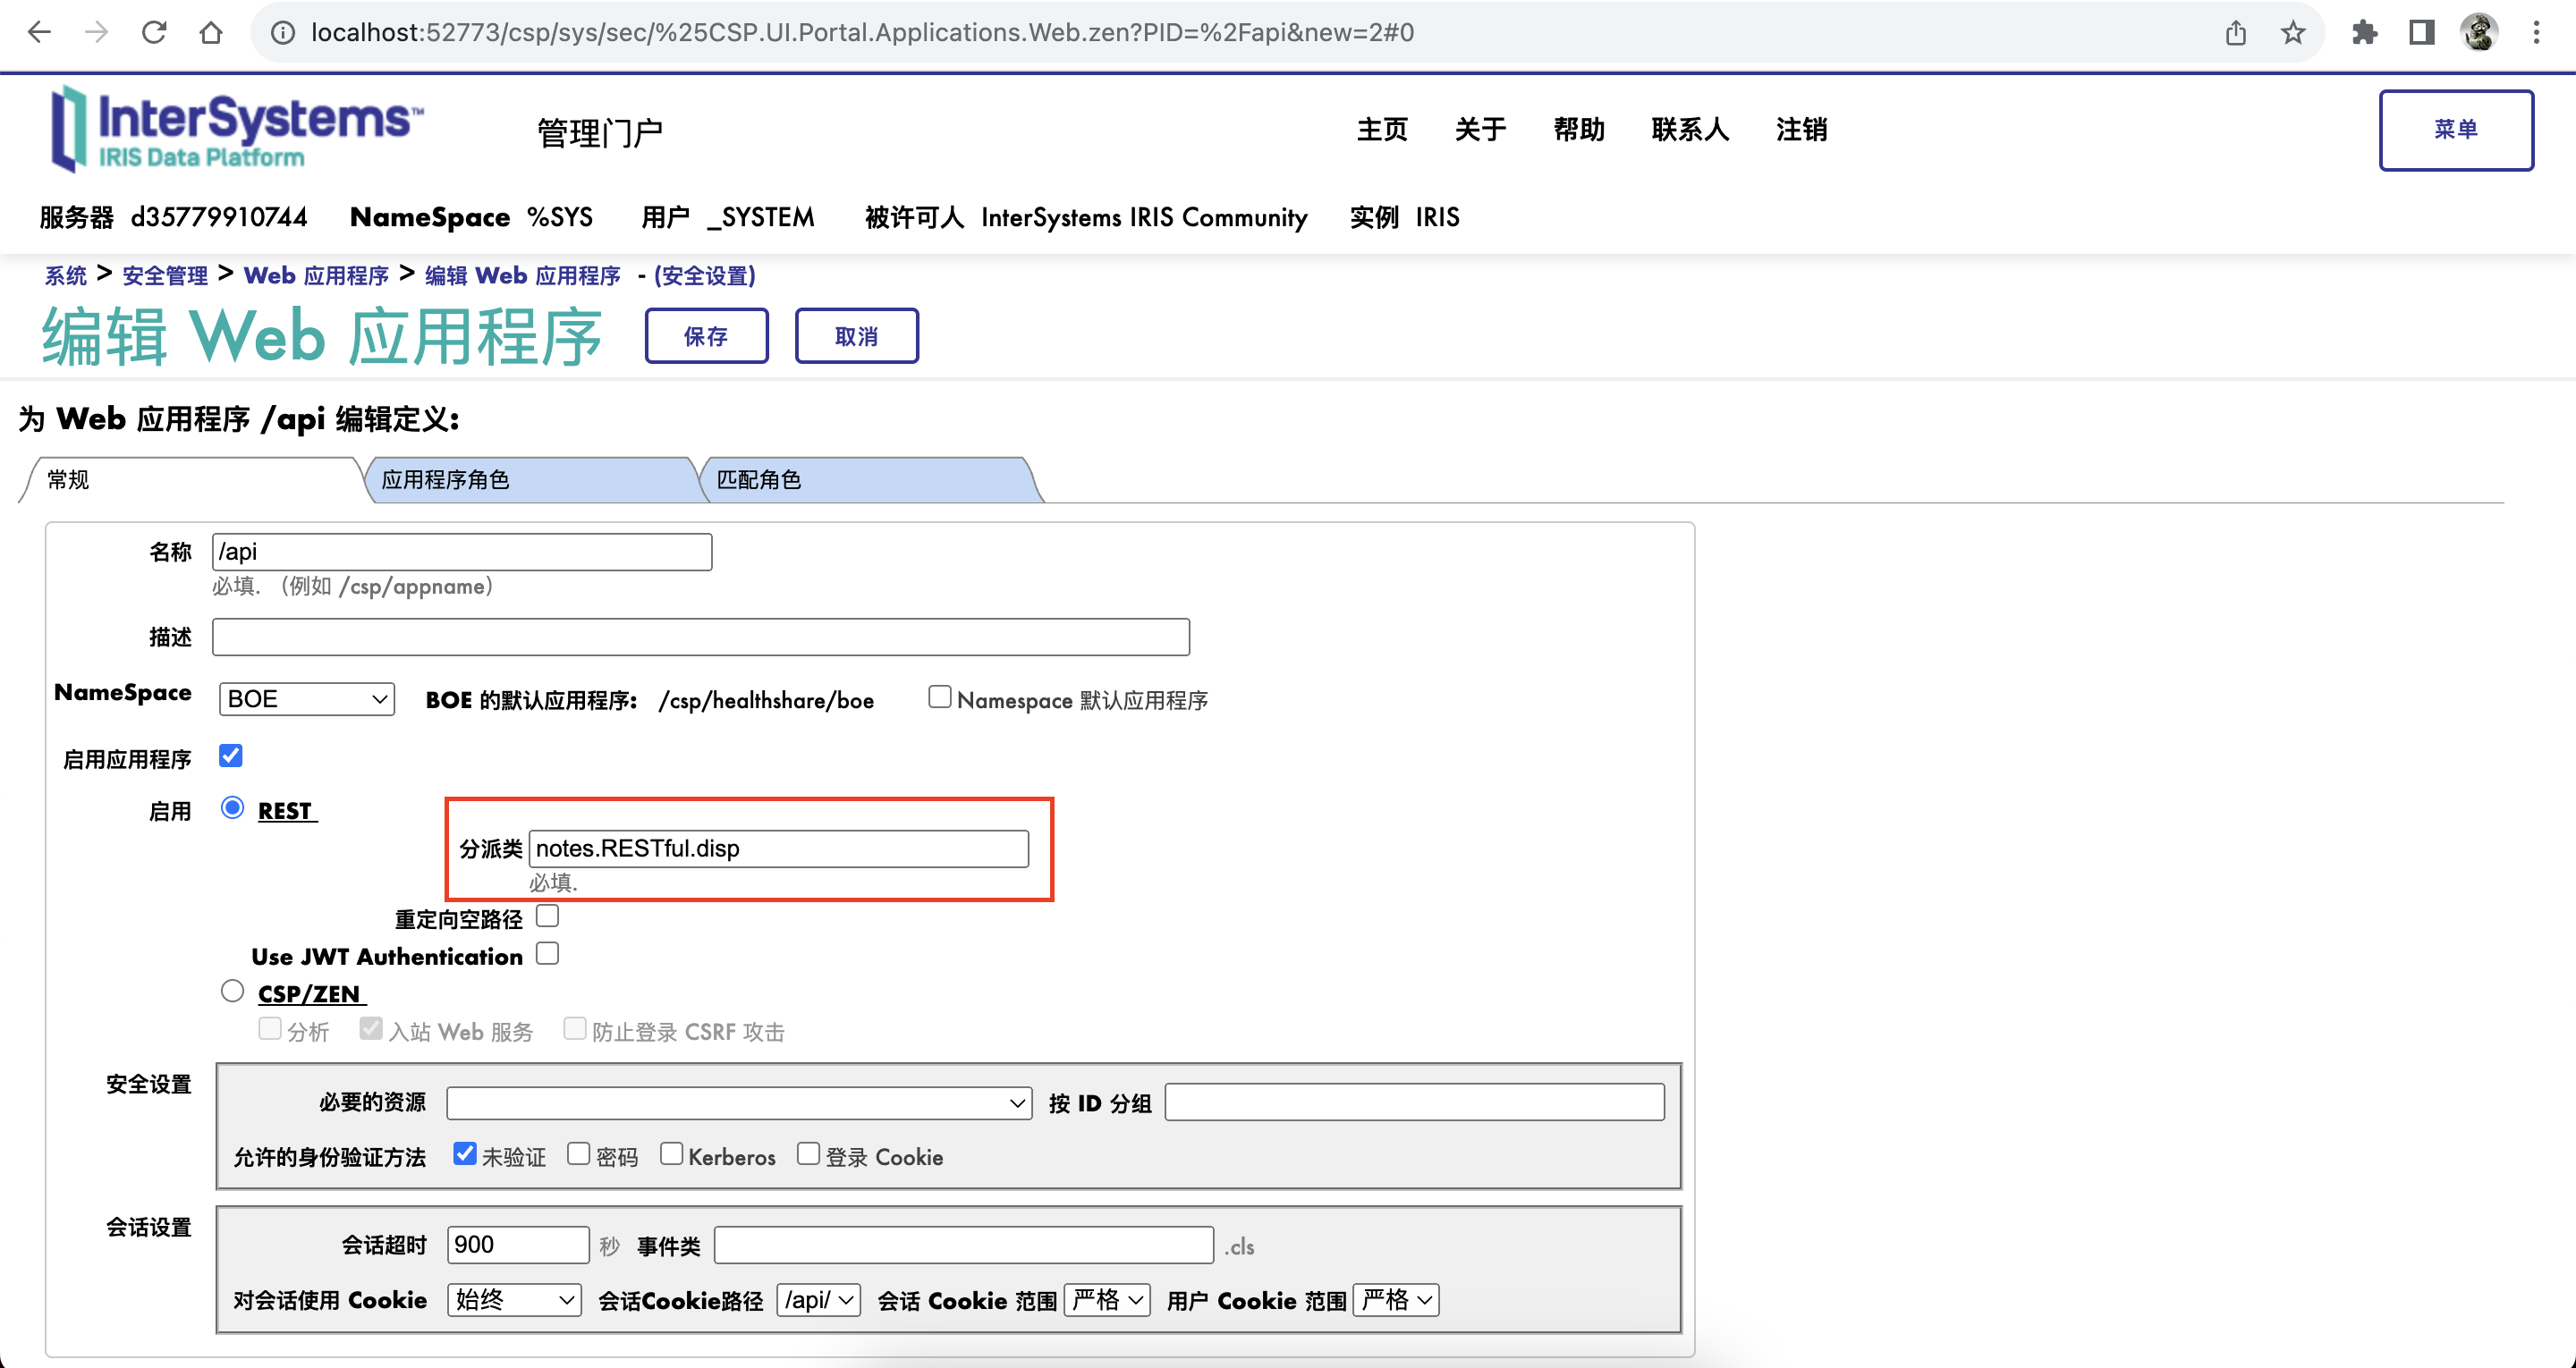 localhost:52773/csp/sys/sec/%25CSP.UI.Portal.Applications.Web.zen?PID=%2Fapi&new=2#0
InterSystems™
IRIS Data Platform
管理门户
主页 关于 帮助 联系人 注销
菜单
服务器 d35779910744 NameSpace %SYS 用户 _SYSTEM 被许可人 InterSystems IRIS Community 实例 IRIS
系统 > 安全管理 > Web 应用程序 > 编辑 Web 应用程序 - (安全设置)
编辑 Web 应用程序 保存 取消
为 Web 应用程序 /api 编辑定义:
常规 应用程序角色 匹配角色
名称 /api
必填. （例如 /csp/appname）
描述
NameSpace BOE BOE 的默认应用程序: /csp/healthshare/boe Namespace 默认应用程序
启用应用程序
启用 REST
分派类 notes.RESTful.disp
必填.
重定向空路径
Use JWT Authentication
CSP/ZEN
分析 入站 Web 服务 防止登录 CSRF 攻击
安全设置
必要的资源 按 ID 分组
允许的身份验证方法 未验证 密码 Kerberos 登录 Cookie
会话设置
会话超时 900 秒 事件类 .cls
对会话使用 Cookie 始终 会话Cookie路径 /api/ 会话 Cookie 范围 严格 用户 Cookie 范围 严格